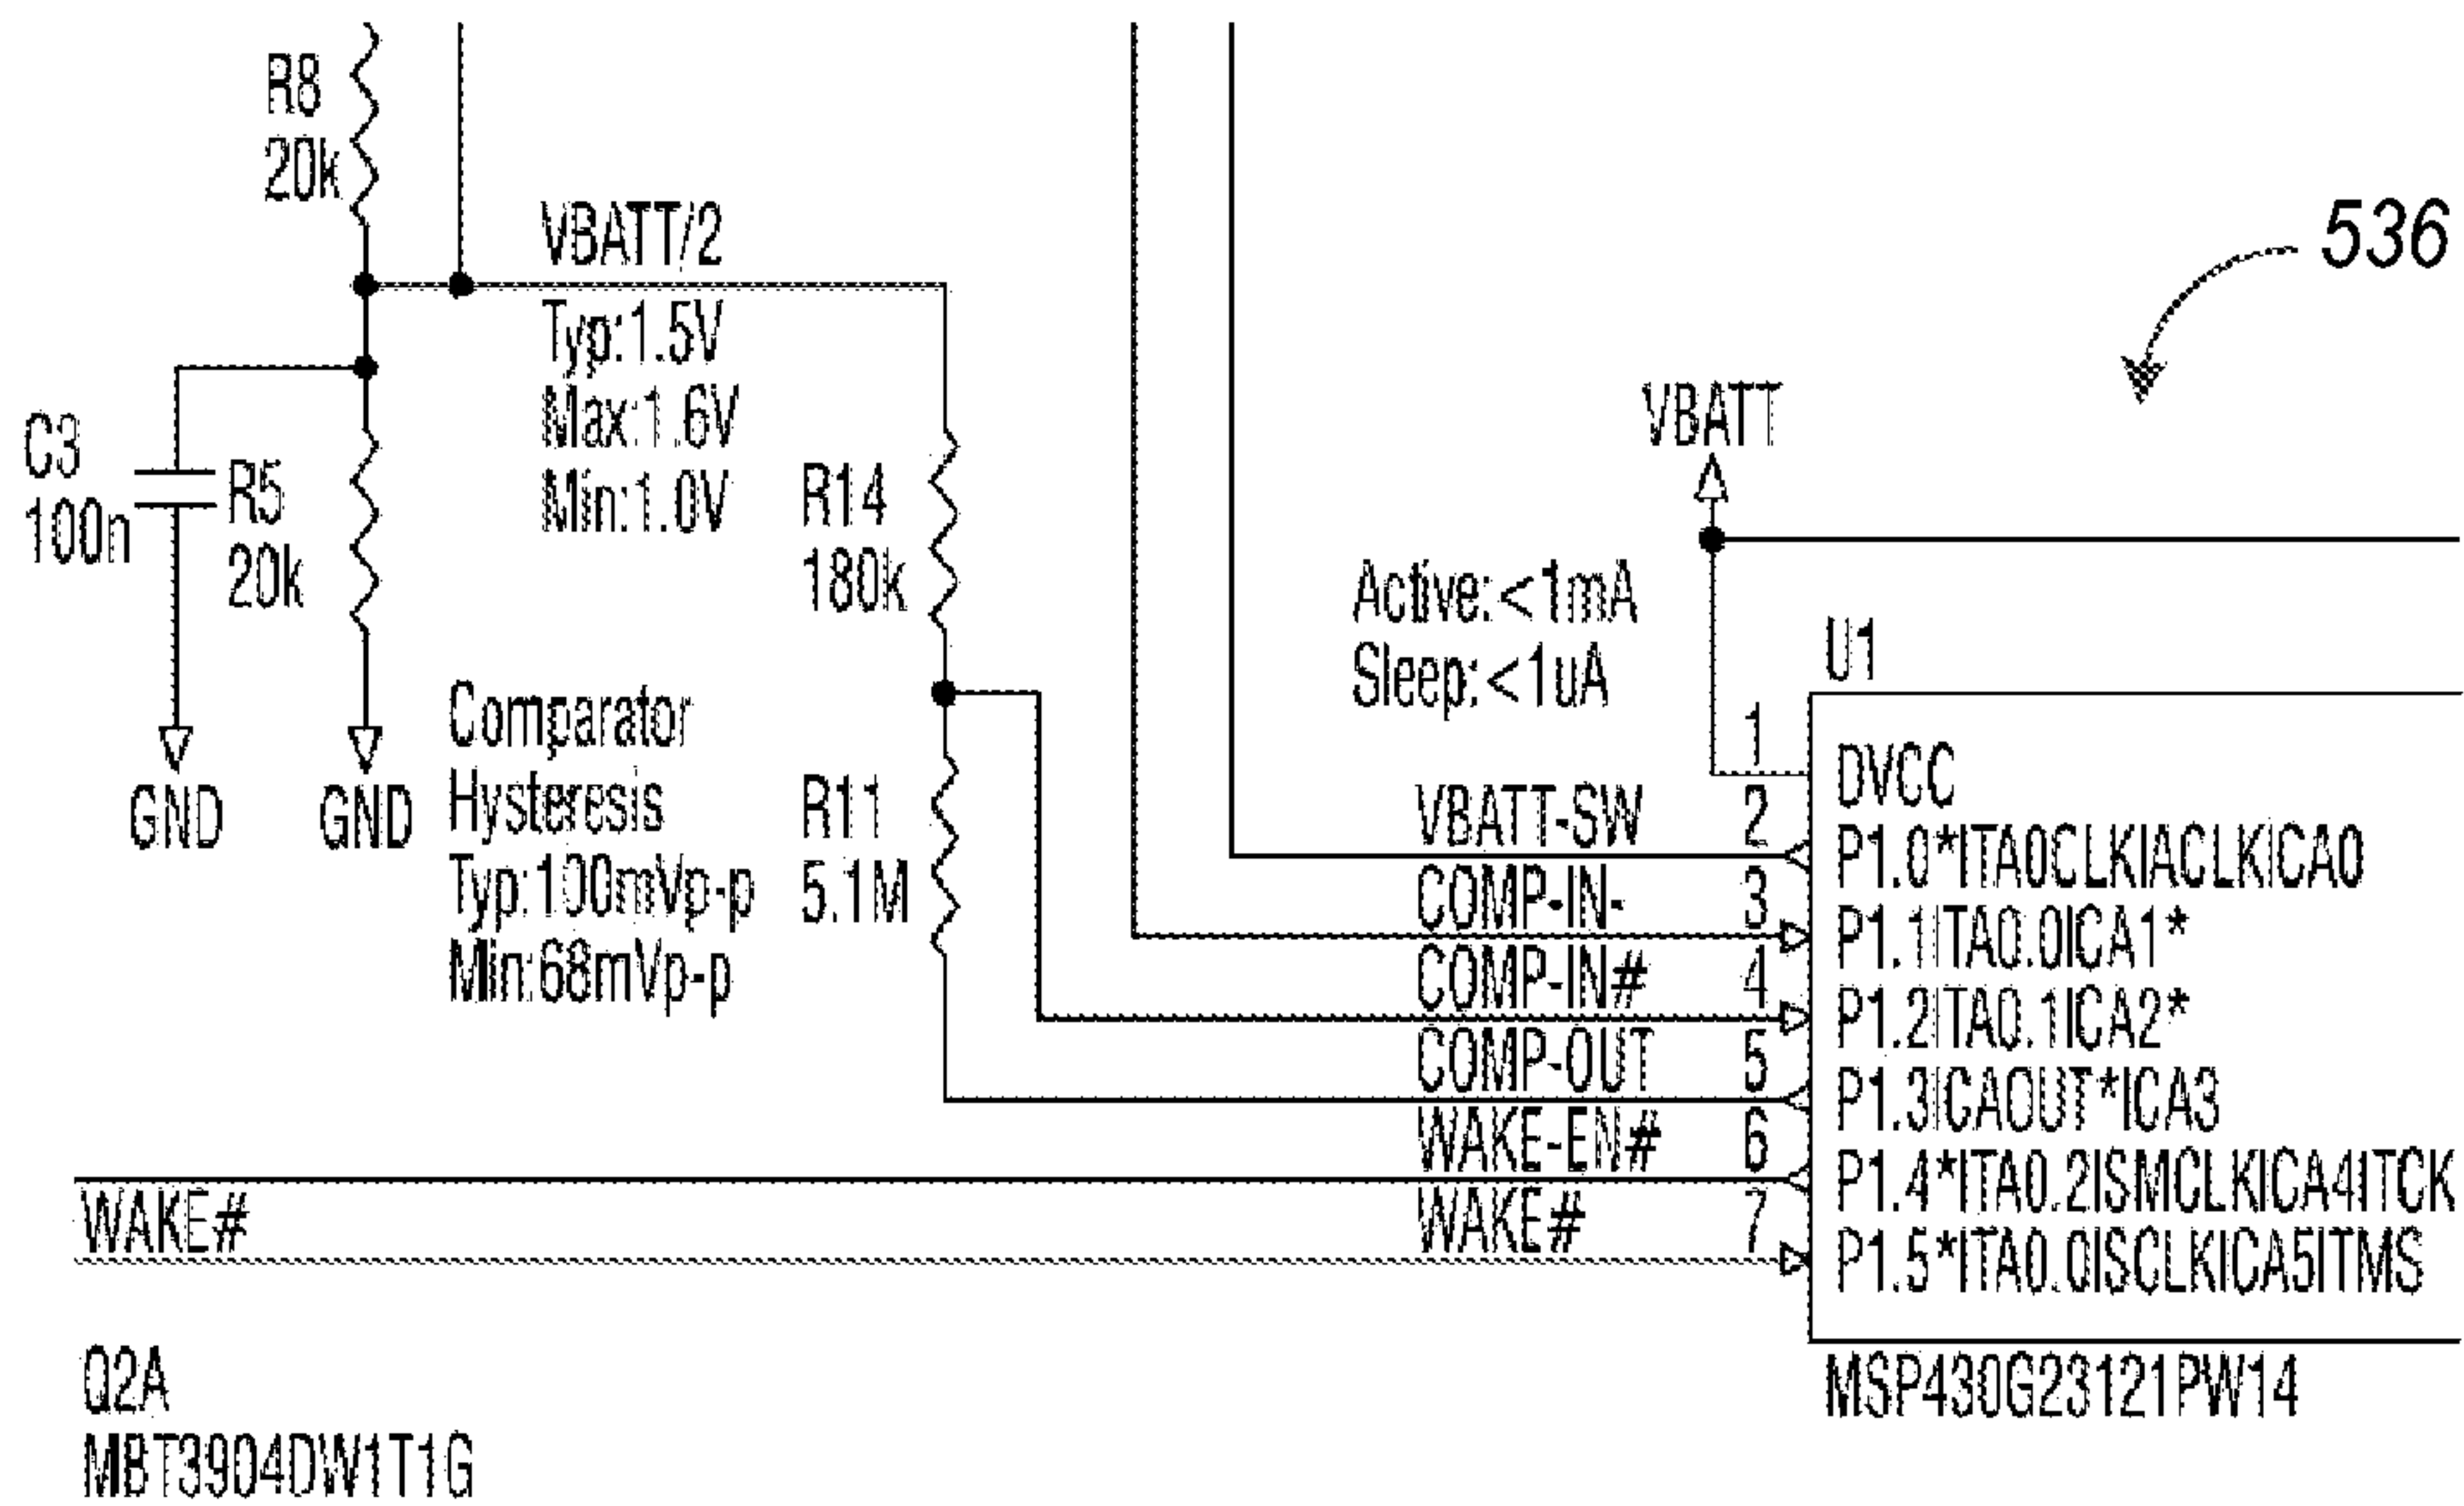 R8
20k
VBATT/2
Typ:1.5V
Max:1.6V
Min:1.0V
536
C3
100n
R5
20k
R14
180k
VBATT
Active:<1mA
Sleep:<1uA
U1
GND
GND
Comparator
Hysteresis
Typ:100mVp-p
Min:68mVp-p
R11
5.1M
1
DVCC
VBATT-SW 2
P1.0*ITA0CLKIACLKICA0
COMP-IN- 3
P1.1ITA0.0ICA1*
COMP-IN# 4
P1.2ITA0.1ICA2*
COMP-OUT 5
P1.3ICAOUT*ICA3
WAKE-EN# 6
P1.4*ITA0.2ISMCLKICA4ITCK
WAKE#
WAKE# 7
P1.5*ITA0.0ISCLKICA5ITMS
MSP430G23121PW14
Q2A
MBT3904DW1T1G